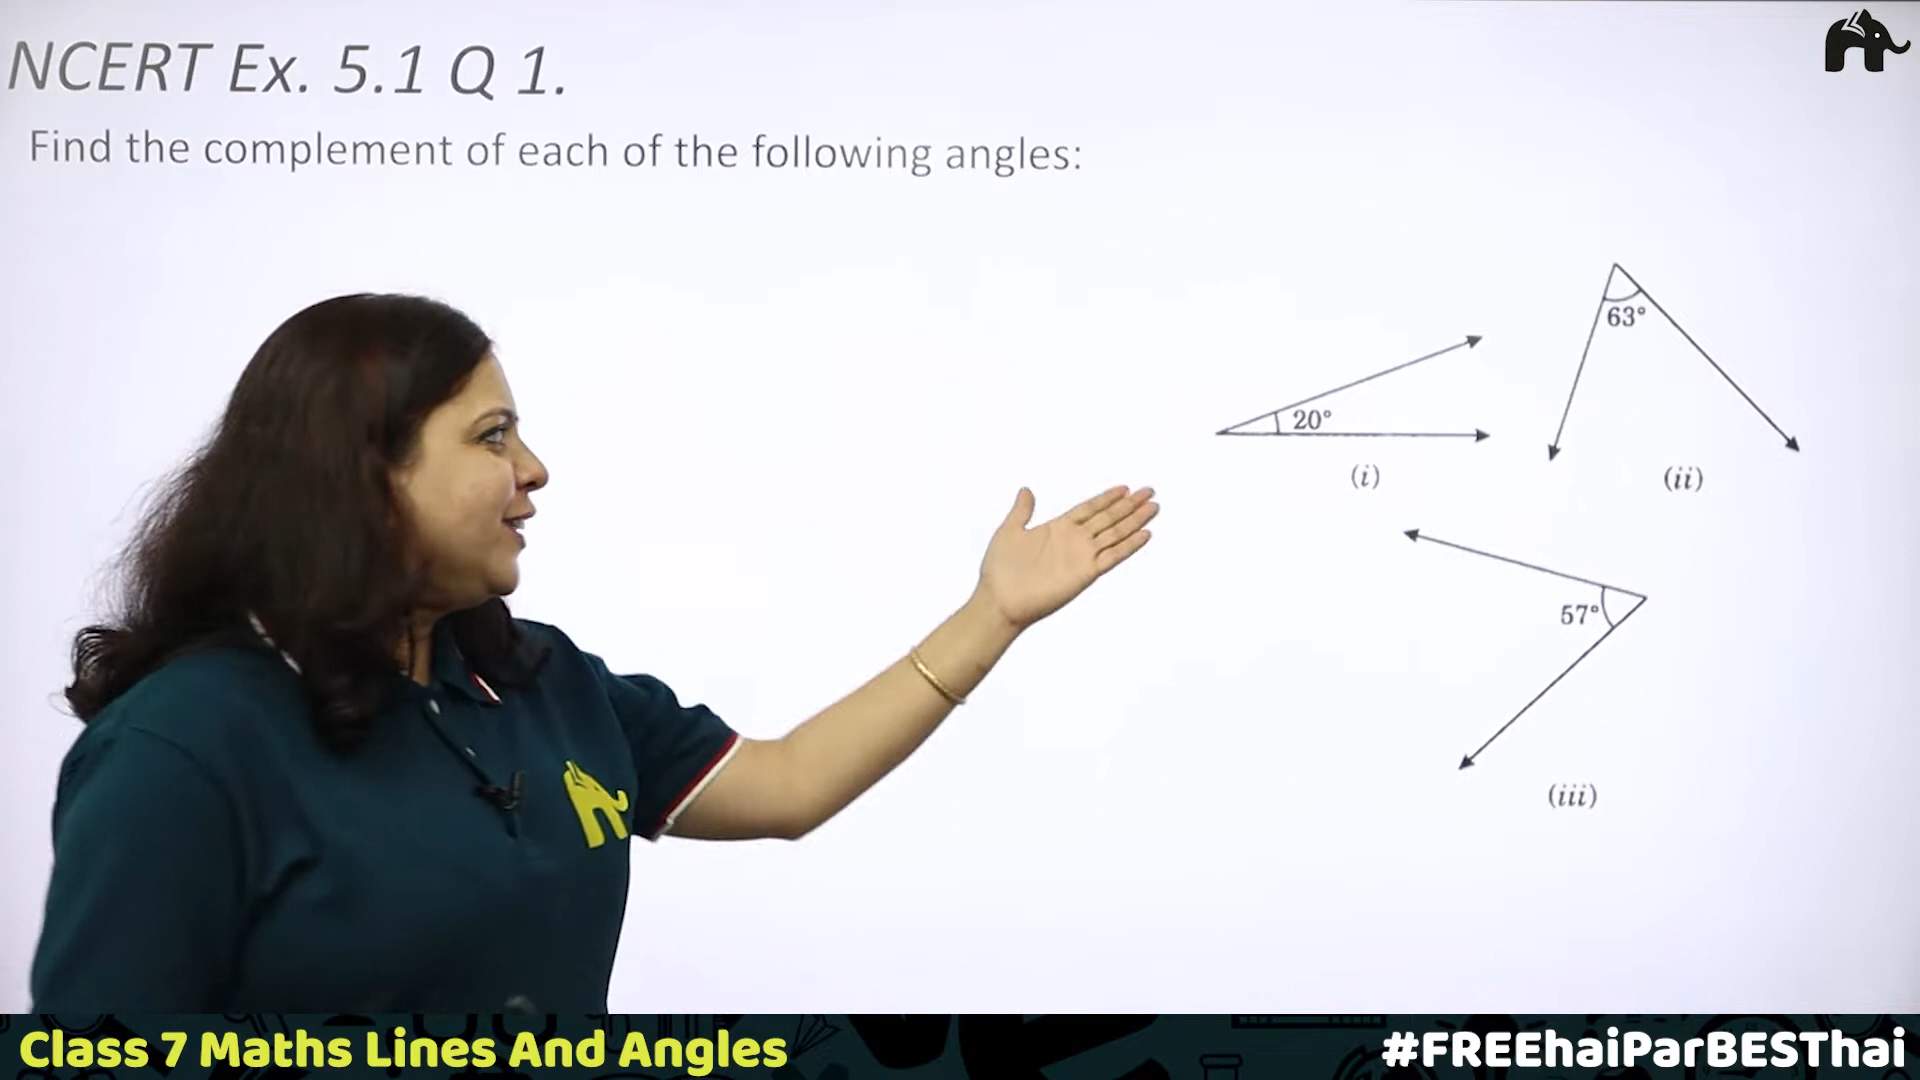 NCERT Ex. 5.1 Q 1.
Find the complement of each of the following angles:
63°
20°
(i)
(ii)
57°
(iii)
Class 7 Maths Lines And Angles
#FREEhaiParBESThai